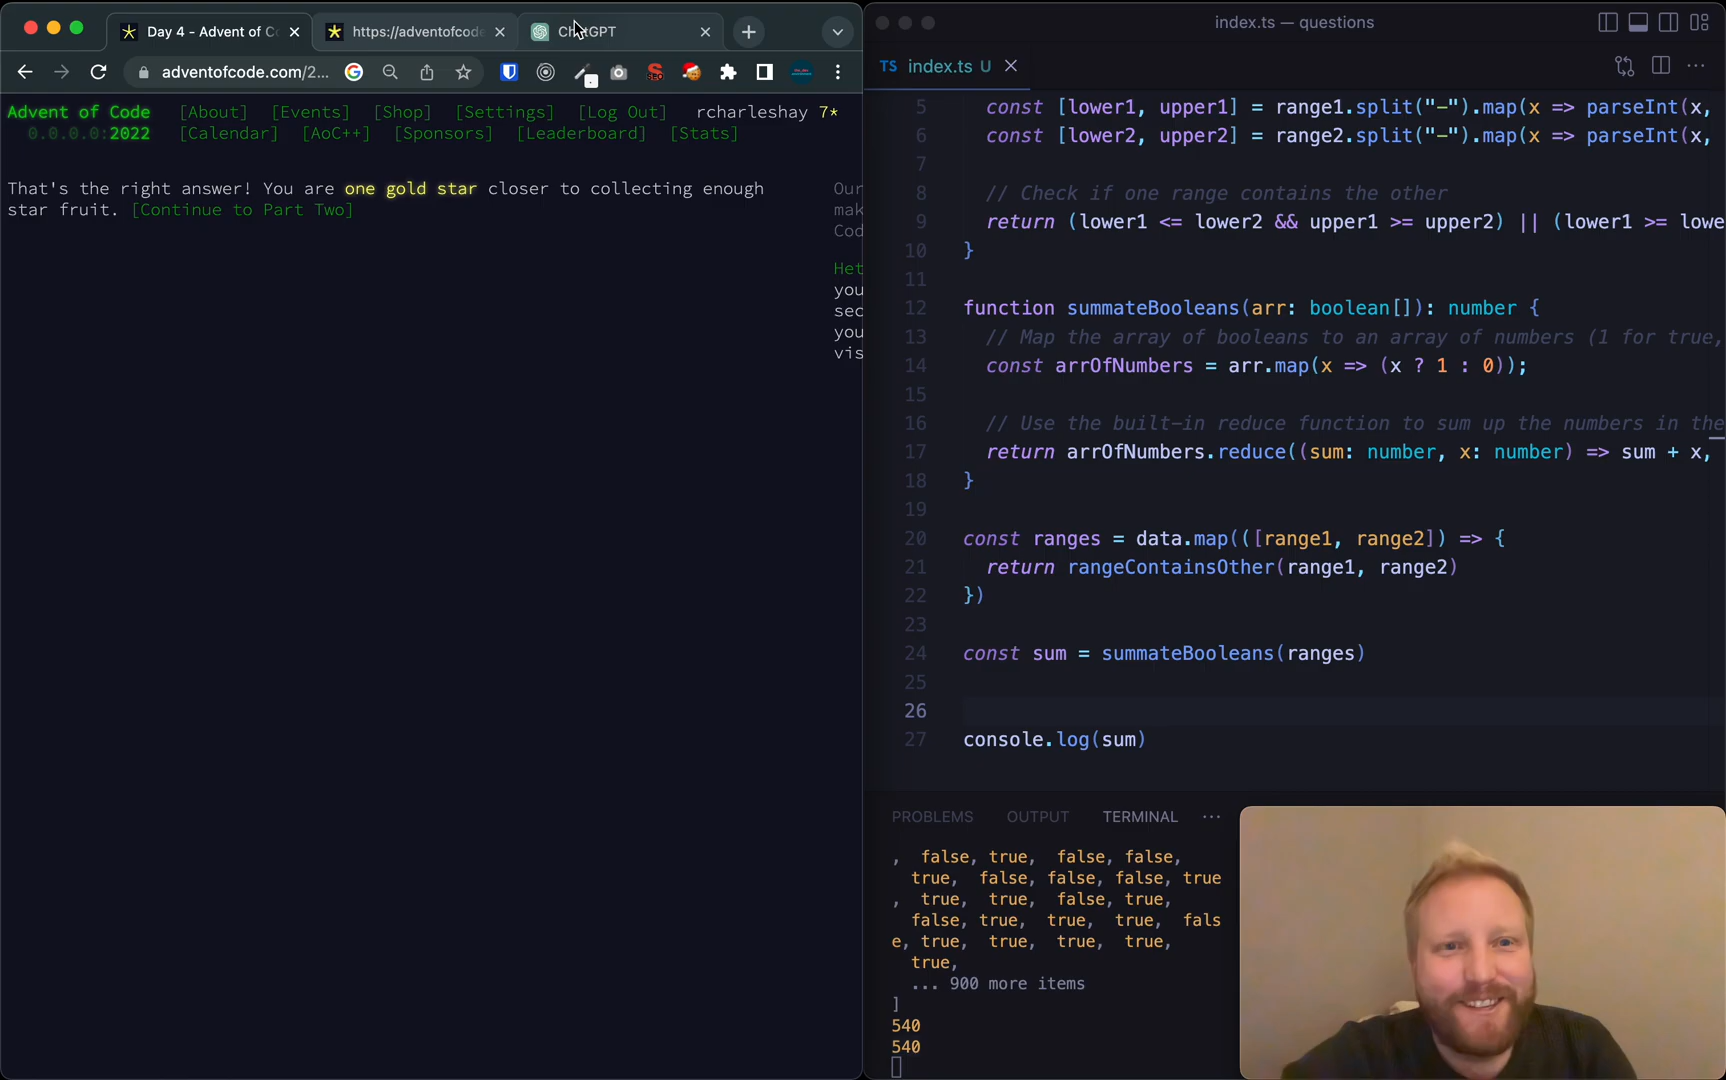 Day 4 - Advent of Co
https://adventofcode
ChatGPT
adventofcode.com/2...
Advent of Code [About] [Events] [Shop] [Settings] [Log Out] rcharleshay 7*
0.0.0.0:2022 [Calendar] [AoC++] [Sponsors] [Leaderboard] [Stats]
That's the right answer! You are one gold star closer to collecting enough
star fruit. [Continue to Part Two]
Our
mak
Cod
Het
you
sec
you
vis
index.ts — questions
TS index.ts U
5 const [lower1, upper1] = range1.split("-").map(x => parseInt(x,
6 const [lower2, upper2] = range2.split("-").map(x => parseInt(x,
7
8 // Check if one range contains the other
9 return (lower1 <= lower2 && upper1 >= upper2) || (lower1 >= lowe
10 }
11
12 function summateBooleans(arr: boolean[]): number {
13 // Map the array of booleans to an array of numbers (1 for true,
14 const arrOfNumbers = arr.map(x => (x ? 1 : 0));
15
16 // Use the built-in reduce function to sum up the numbers in the
17 return arrOfNumbers.reduce((sum: number, x: number) => sum + x,
18 }
19
20 const ranges = data.map(([range1, range2]) => {
21 return rangeContainsOther(range1, range2)
22 })
23
24 const sum = summateBooleans(ranges)
25
26
27 console.log(sum)
PROBLEMS OUTPUT TERMINAL ...
, false, true, false, false,
true, false, false, false, true
, true, true, false, true,
false, true, true, true, fals
e, true, true, true, true,
true,
... 900 more items
]
540
540